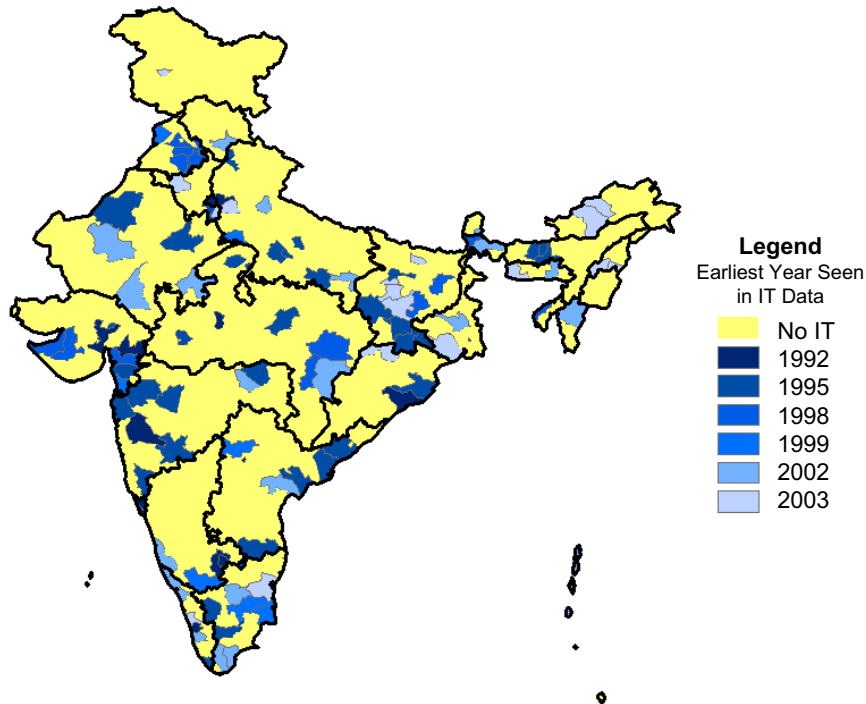 Legend
Earliest Year Seen
in IT Data
No IT
1992
1995
1998
1999
2002
2003